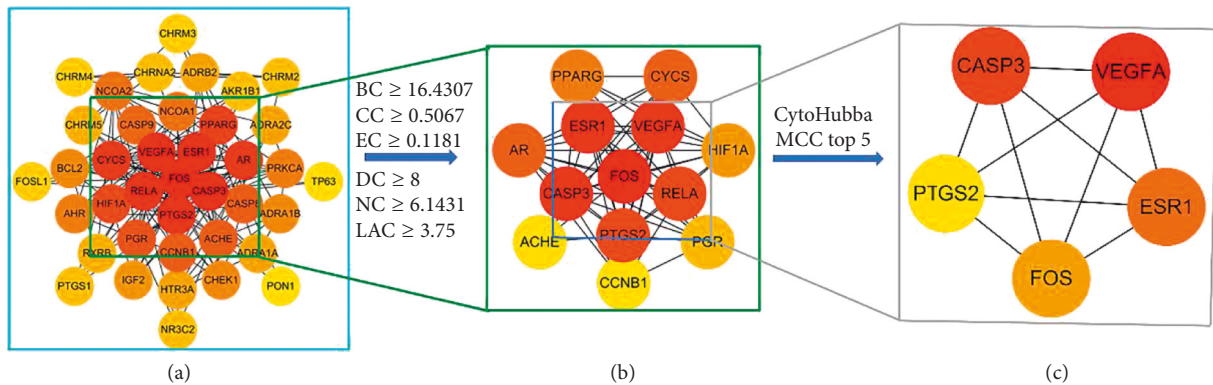 CHRM3
CHRM4
CHRNA2
ADRB2
CHRM2
NCOA2
AKR1B1
CHRM5
CASP9
NCOA1
PPARG
ADRA2C
VEGFA
ESR1
BCL2
CYCS
AR
PRKCA
FOSL1
FOS
TP63
RELA
CASP3
AHR
HIF1A
CASP8
ADRA1B
PTGS2
PGR
ACHE
RXRB
CCNB1
ADRA1A
PTGS1
IGF2
HTR3A
CHEK1
PON1
NR3C2
(a)
BC ≥ 16.4307
CC ≥ 0.5067
EC ≥ 0.1181
DC ≥ 8
NC ≥ 6.1431
LAC ≥ 3.75
PPARG
CYCS
ESR1
VEGFA
AR
HIF1A
FOS
CASP3
RELA
ACHE
PTGS2
PGR
CCNB1
(b)
CytoHubba
MCC top 5
CASP3
VEGFA
PTGS2
ESR1
FOS
(c)